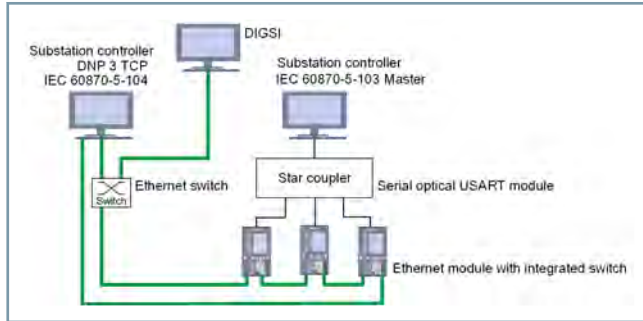 DIGSI
Substation controller
DNP 3 TCP
IEC 60870-5-104
Substation controller
IEC 60870-5-103 Master
Ethernet switch
Switch
Star coupler
Serial optical USART module
Ethernet module with integrated switch